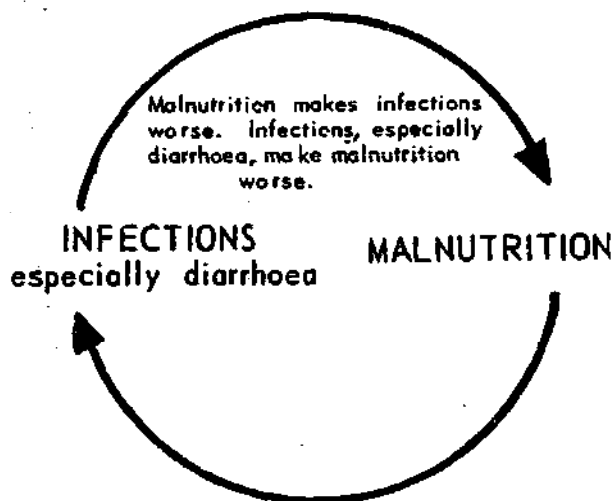 Malnutrition makes infections
worse. Infections, especially
diarrhoea, make malnutrition
worse.
INFECTIONS
especially diarrhoea
MALNUTRITION